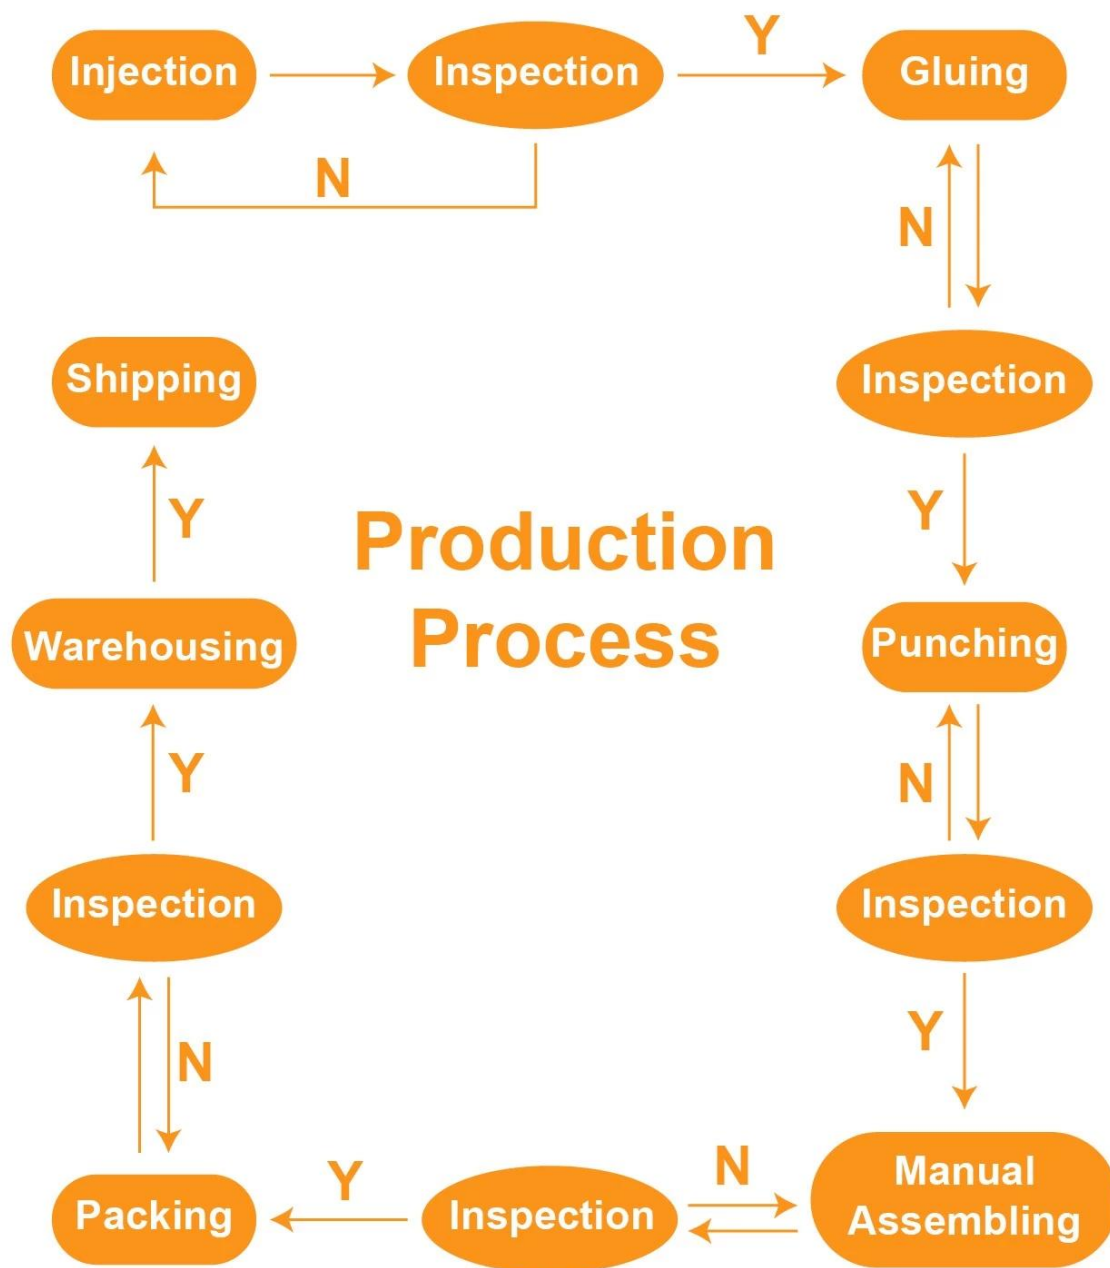 Injection
Inspection
Y
Gluing
N
N
Inspection
Y
Punching
N
Inspection
Y
Manual
Assembling
N
Inspection
Y
Packing
N
Inspection
Y
Warehousing
Y
Shipping
Production
Process